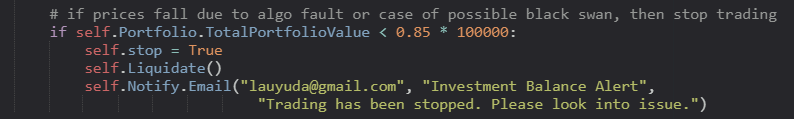 # if prices fall due to algo fault or case of possible black swan, then stop trading
if self.Portfolio.TotalPortfolioValue < 0.85 * 100000:
self.stop = True
self.Liquidate()
self.Notify.Email("lauyuda@gmail.com", "Investment Balance Alert",
"Trading has been stopped. Please look into issue.")